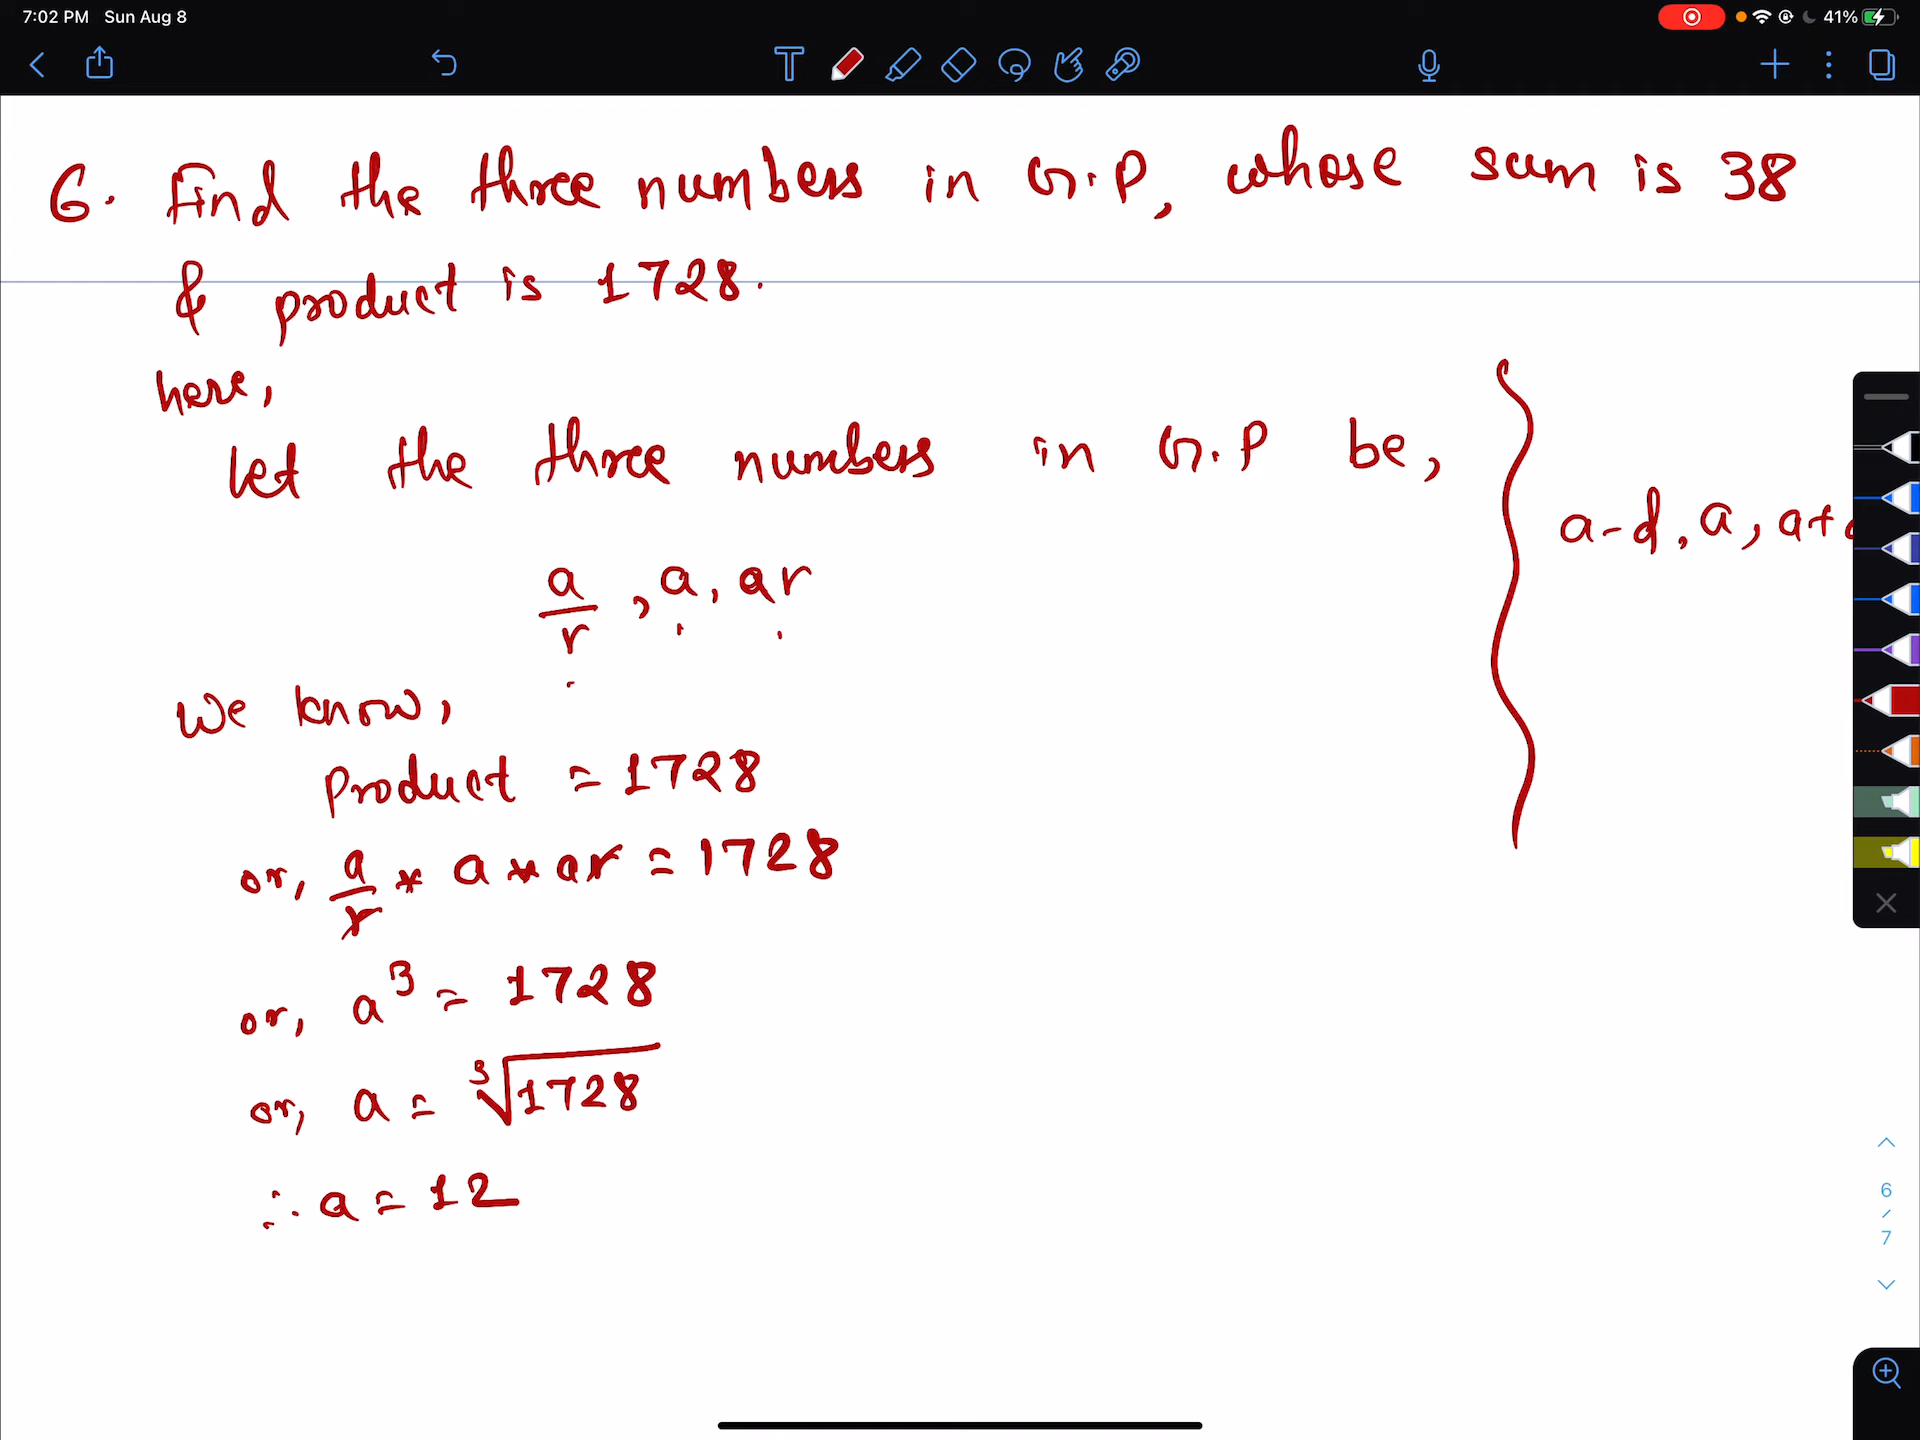 7:02 PM Sun Aug 8
41%
6. Find the three numbers in G.P, whose sum is 38
& product is 1728.
here,
let the three numbers in G.P be,
a/r , a, ar
a-d, a, a+
We know,
Product = 1728
or, a/r * a * ar = 1728
or, a³ = 1728
or, a = ³√1728
∴ a = 12
6
/
7